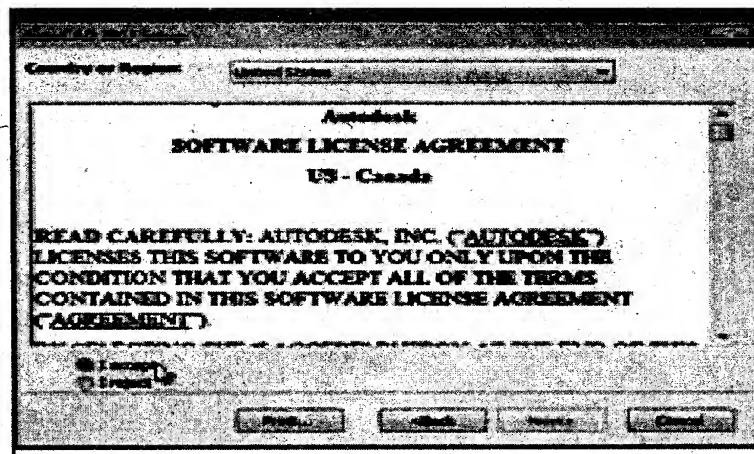 Country or Region:
United States
Autodesk
SOFTWARE LICENSE AGREEMENT
US - Canada
READ CAREFULLY: AUTODESK, INC. ("AUTODESK")
LICENSES THIS SOFTWARE TO YOU ONLY UPON THE
CONDITION THAT YOU ACCEPT ALL OF THE TERMS
CONTAINED IN THIS SOFTWARE LICENSE AGREEMENT
("AGREEMENT").
I accept
I reject
Print...
<Back
Cancel